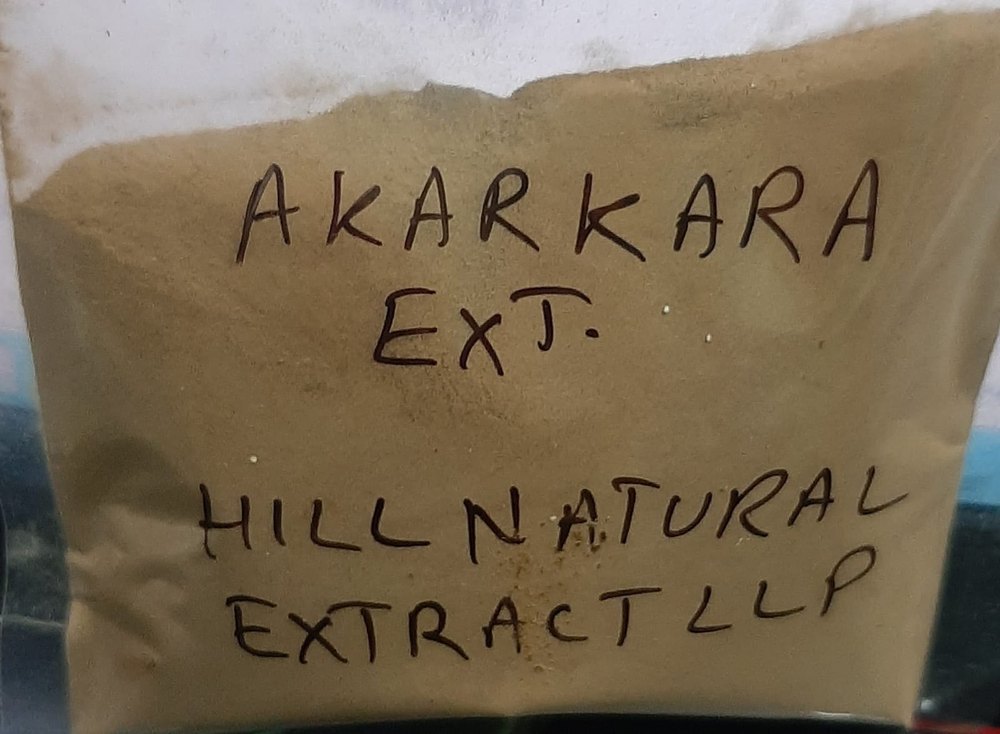 AKARKARA
EXT.
HILL NATURAL
EXTRACT LLP